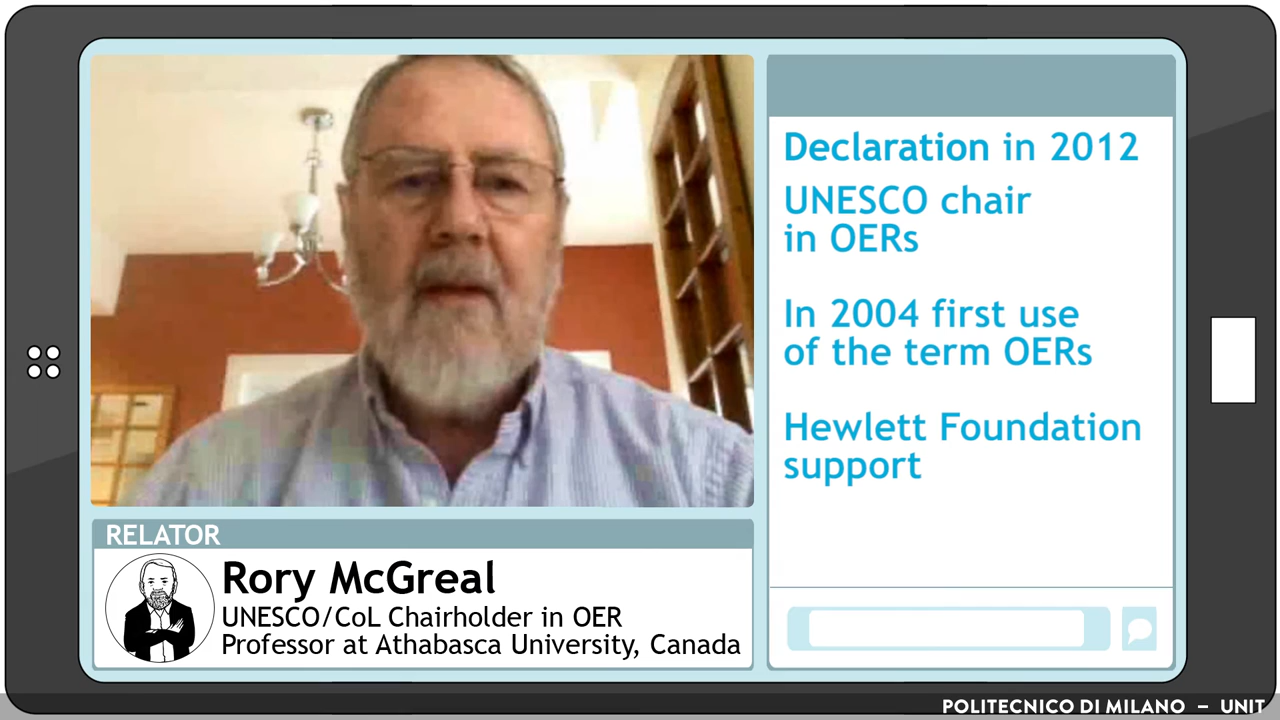 Declaration in 2012
UNESCO chair
in OERs
In 2004 first use
of the term OERs
Hewlett Foundation
support
RELATOR
Rory McGreal
UNESCO/CoL Chairholder in OER
Professor at Athabasca University, Canada
POLITECNICO DI MILANO – UNIT